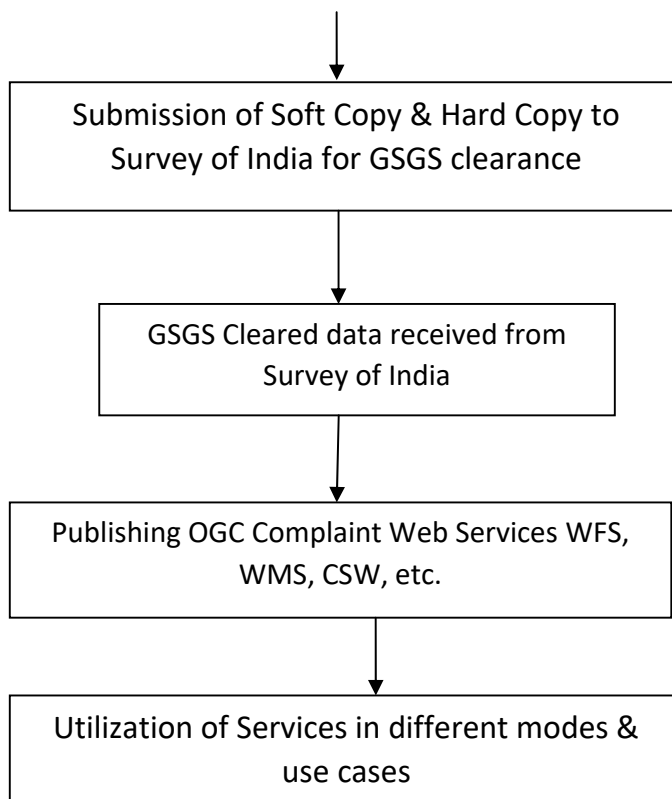 Submission of Soft Copy & Hard Copy to
Survey of India for GSGS clearance
GSGS Cleared data received from
Survey of India
Publishing OGC Complaint Web Services WFS,
WMS, CSW, etc.
Utilization of Services in different modes &
use cases